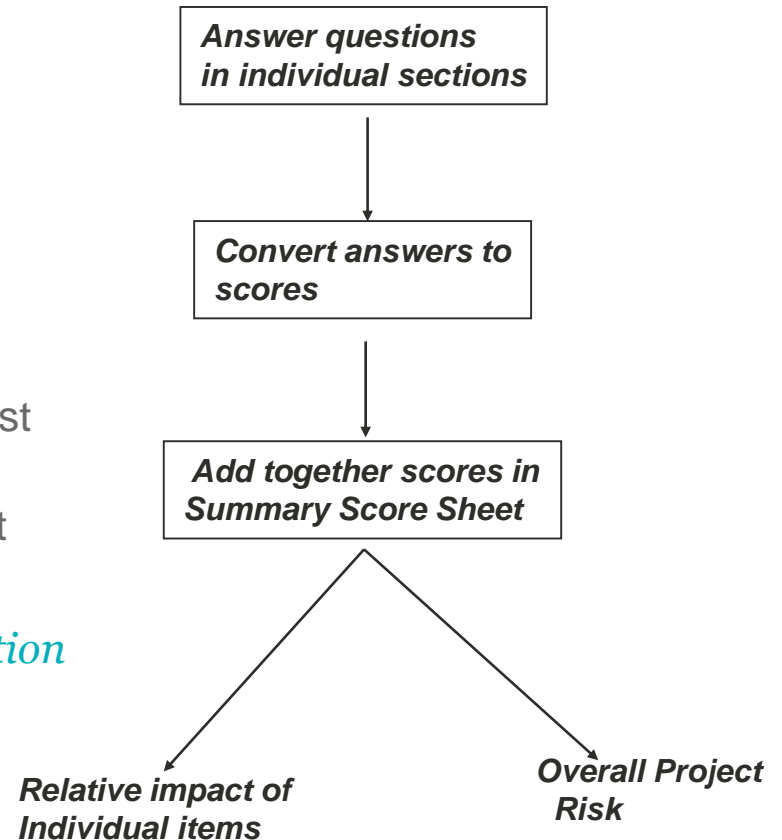 Answer questions
in individual sections
Convert answers to
scores
Add together scores in
Summary Score Sheet
Relative impact of
Individual items
Overall Project
Risk